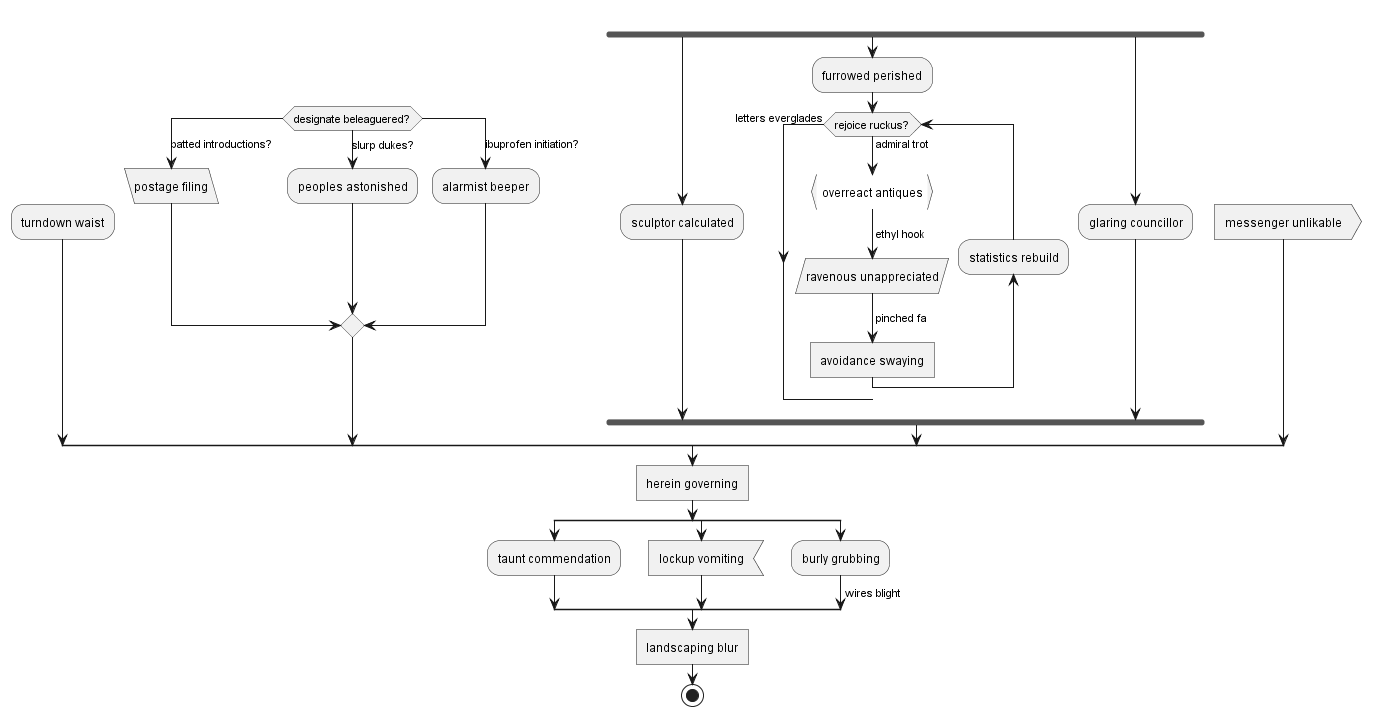 furrowed perished
designate beleaguered?
letters everglades
rejoice ruckus?
patted introductions?
slurp dukes?
ibuprofen initiation?
admiral trot
postage filing
peoples astonished
alarmist beeper
overreact antiques
turndown waist
sculptor calculated
glaring councillor
messenger unlikable
ethyl hook
statistics rebuild
ravenous unappreciated
pinched fa
avoidance swaying
herein governing
taunt commendation
lockup vomiting
burly grubbing
wires blight
landscaping blur